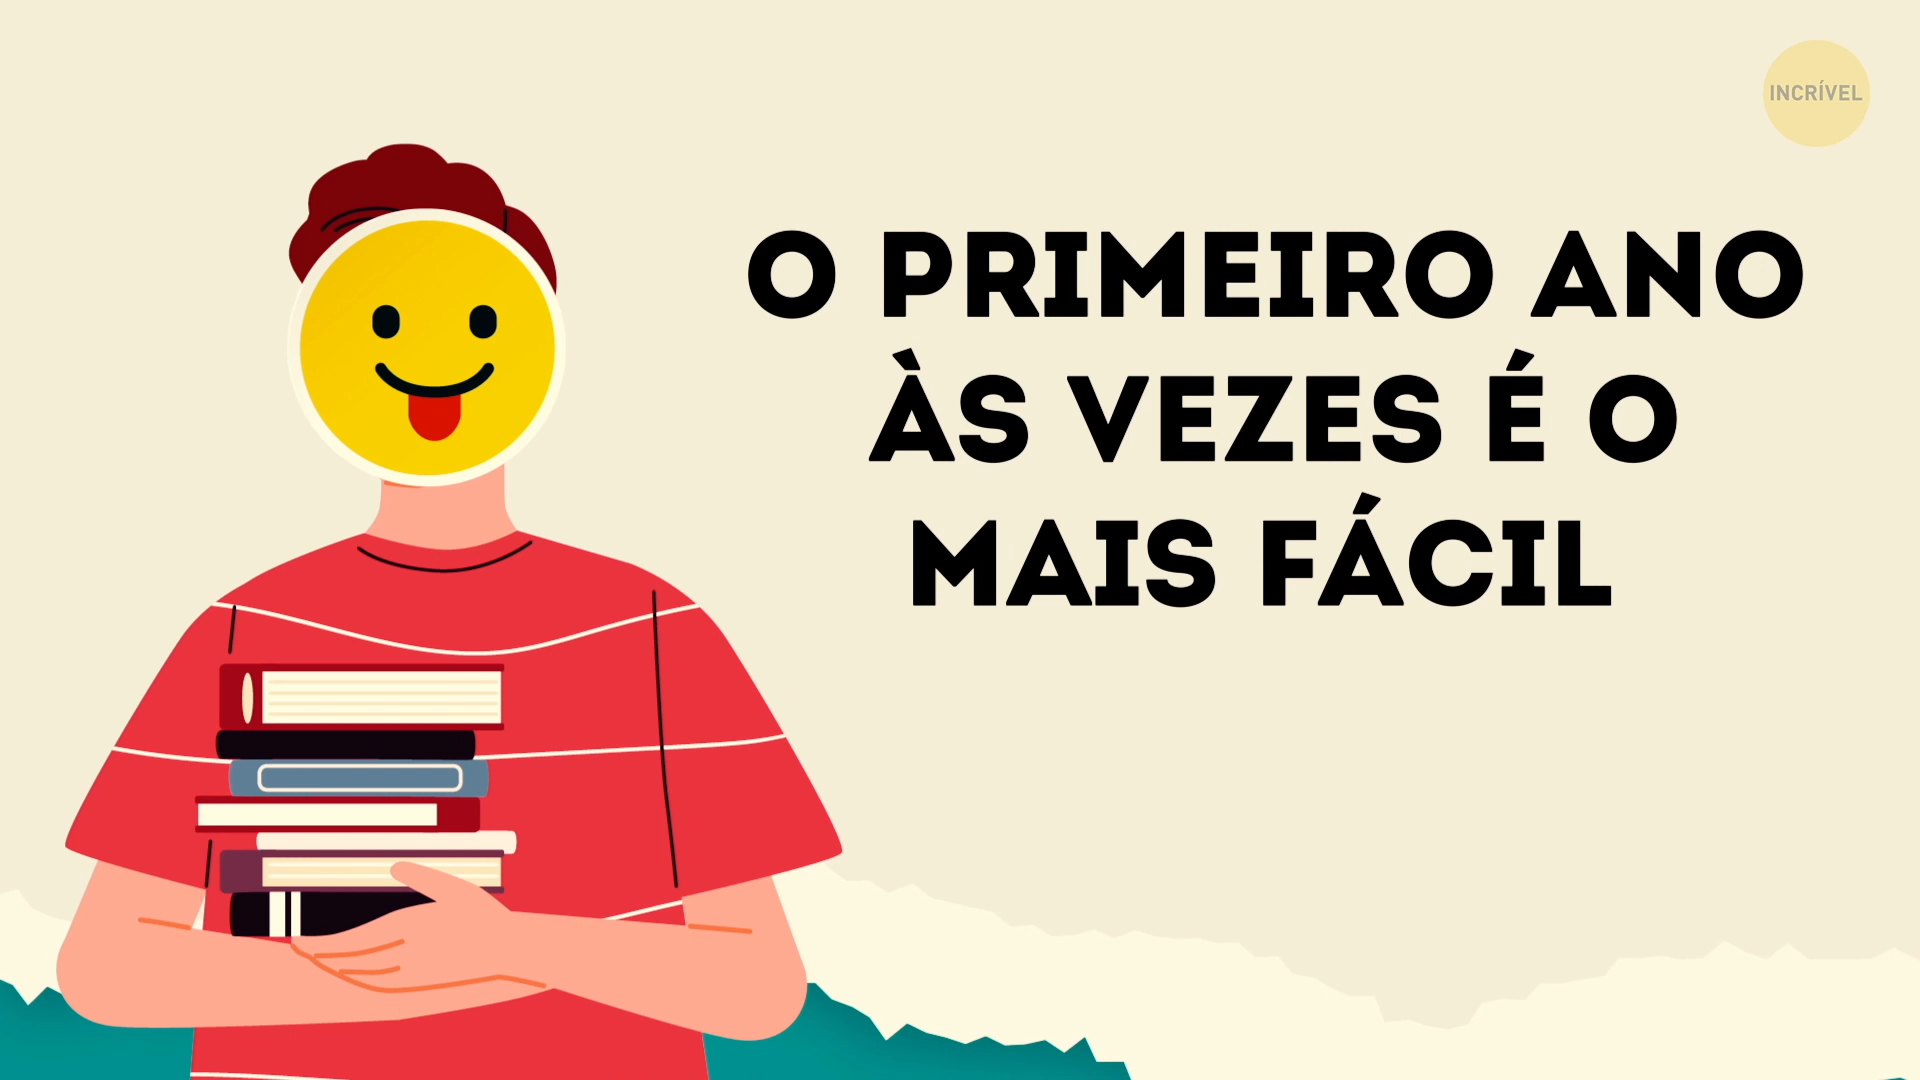 INCRÍVEL
O PRIMEIRO ANO
ÀS VEZES É O
MAIS FÁCIL